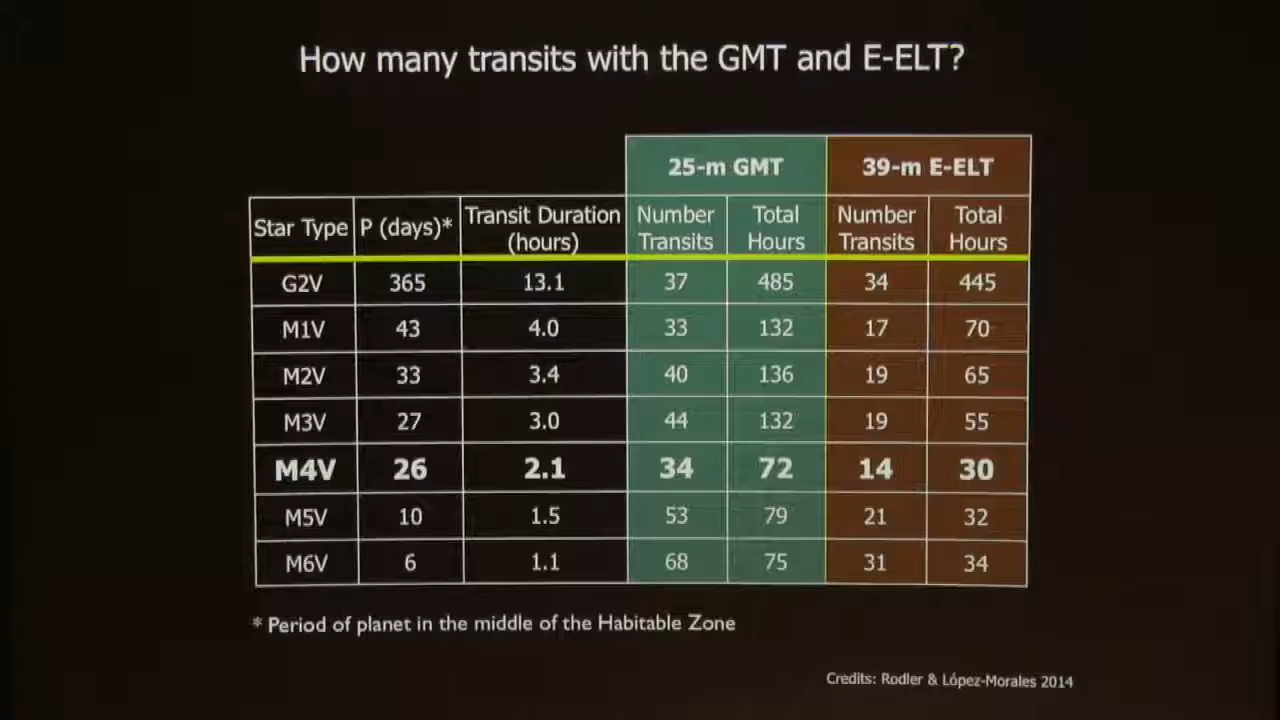 How many transits with the GMT and E-ELT?
25-m GMT 39-m E-ELT
Star Type P (days)* Transit Duration (hours) Number Transits Total Hours Number Transits Total Hours
G2V 365 13.1 37 485 34 445
M1V 43 4.0 33 132 17 70
M2V 33 3.4 40 136 19 65
M3V 27 3.0 44 132 19 55
M4V 26 2.1 34 72 14 30
M5V 10 1.5 53 79 21 32
M6V 6 1.1 68 75 31 34
* Period of planet in the middle of the Habitable Zone
Credits: Rodler & López-Morales 2014